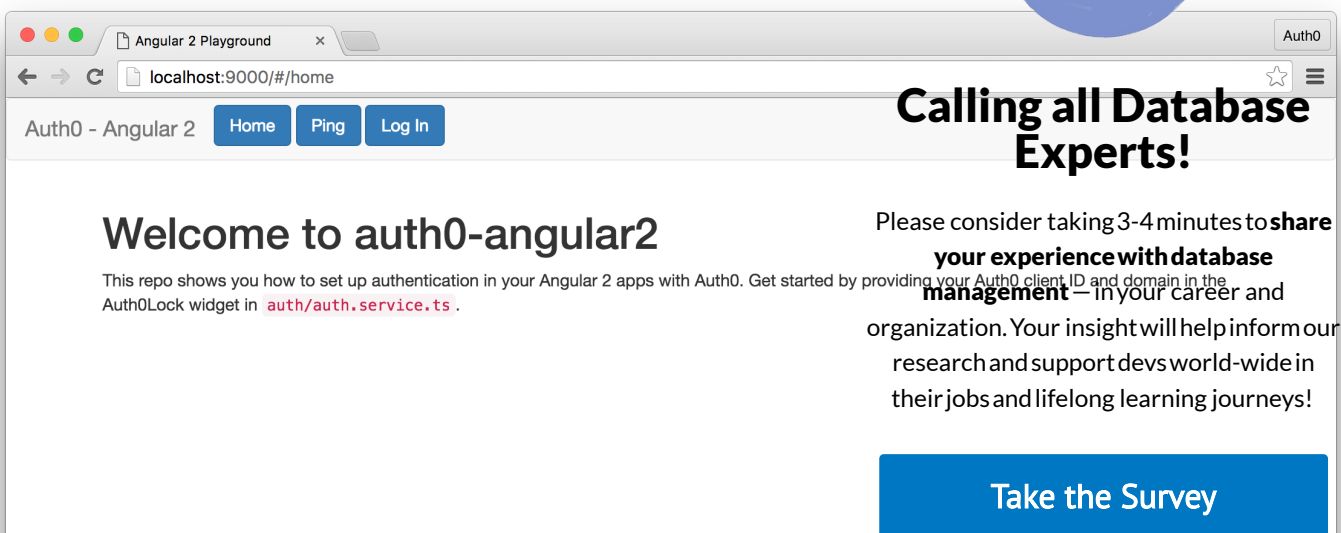 Angular 2 Playground
Auth0
localhost:9000/#/home
Auth0 - Angular 2 Home Ping Log In
Welcome to auth0-angular2
This repo shows you how to set up authentication in your Angular 2 apps with Auth0. Get started by providing your Auth0 client ID and domain in the
Auth0Lock widget in auth/auth.service.ts .
Calling all Database
Experts!
Please consider taking 3-4 minutes to share
your experience with database
management — in your career and
organization. Your insight will help inform our
research and support devs world-wide in
their jobs and lifelong learning journeys!
Take the Survey